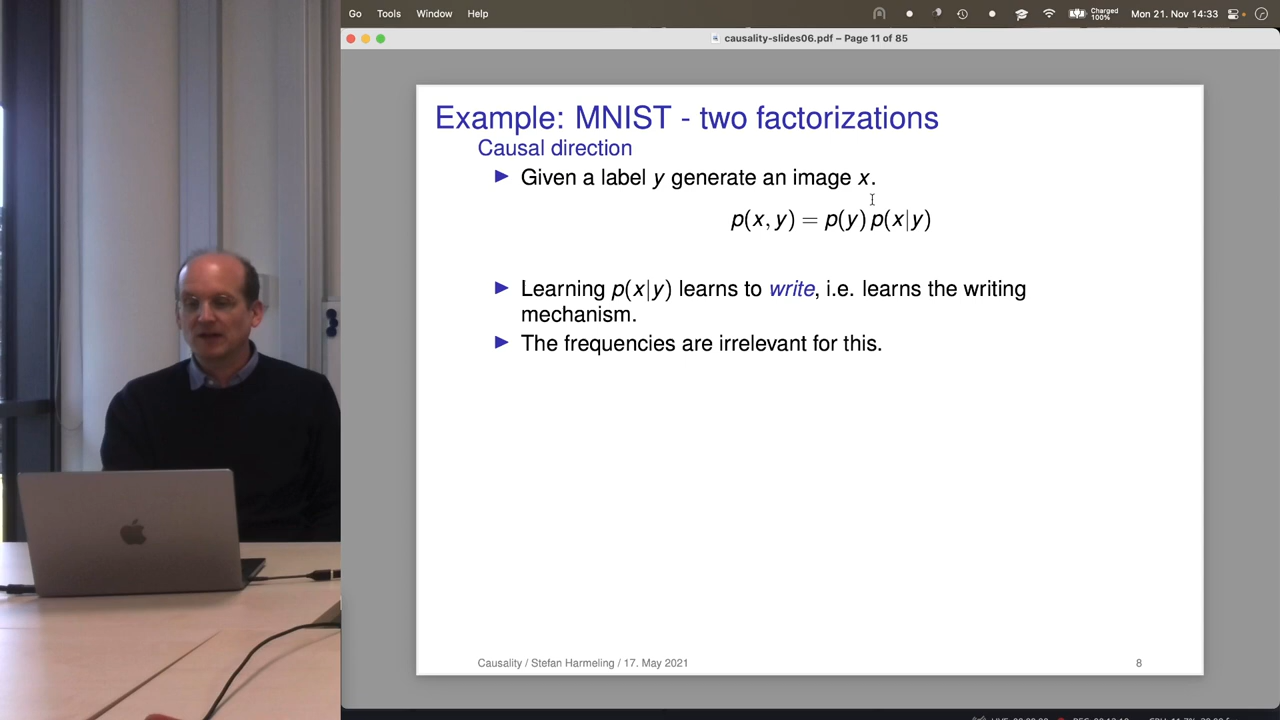 Go Tools Window Help Charged 100% Mon 21. Nov 14:33
causality-slides06.pdf – Page 11 of 85
Example: MNIST - two factorizations
Causal direction
Given a label y generate an image x.
p(x, y) = p(y) p(x|y)
Learning p(x|y) learns to write, i.e. learns the writing
mechanism.
The frequencies are irrelevant for this.
Causality / Stefan Harmeling / 17. May 2021 8